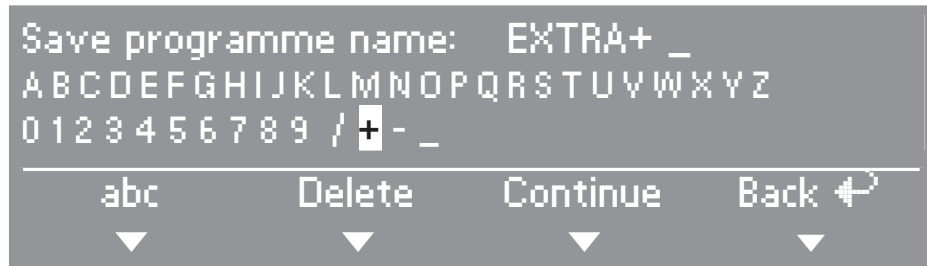 Save programme name: EXTRA+ _
A B C D E F G H I J K L M N O P Q R S T U V W X Y Z
0 1 2 3 4 5 6 7 8 9 / + - _
abc Delete Continue Back